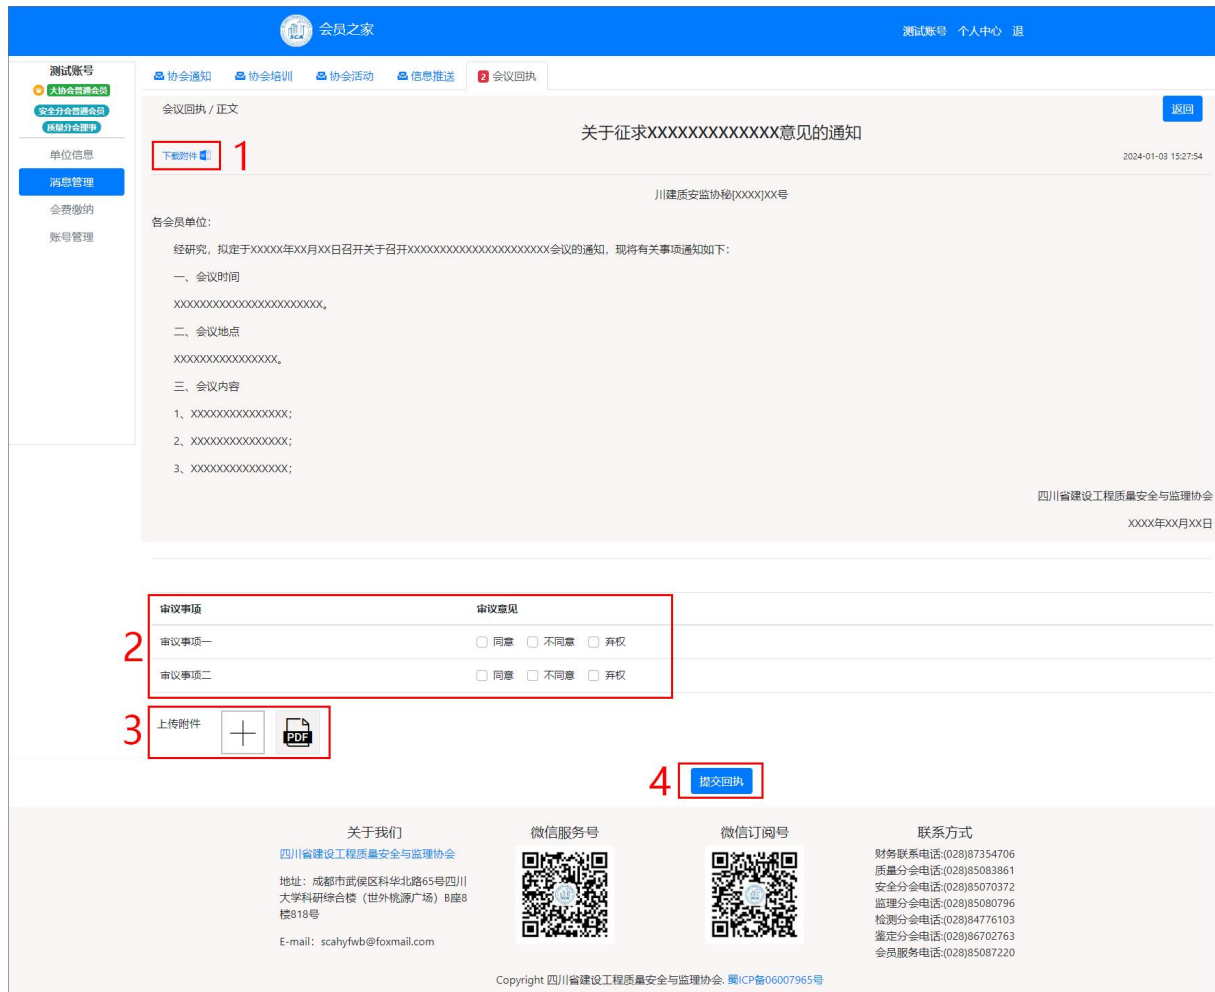 会员之家
测试账号 个人中心 退
测试账号
大协会普通会员
安全分会普通会员
质量分会理事
单位信息
消息管理
会费缴纳
账号管理
协会通知 协会培训 协会活动 信息推送 2 会议回执
会议回执 / 正文
返回
关于征求XXXXXXXXXXXXX意见的通知
下载附件 1
2024-01-03 15:27:54
川建质安监协秘[XXXX]XX号
各会员单位：
经研究，拟定于XXXXX年XX月XX日召开关于召开XXXXXXXXXXXXXXXXXXXXXX会议的通知，现将有关事项通知如下：
一、会议时间
XXXXXXXXXXXXXXXXXXXXXXX。
二、会议地点
XXXXXXXXXXXXXXXX。
三、会议内容
1、XXXXXXXXXXXXXXX；
2、XXXXXXXXXXXXXXX；
3、XXXXXXXXXXXXXXX；
四川省建设工程质量安全与监理协会
XXXX年XX月XX日
审议事项 审议意见
2
审议事项一 同意 不同意 弃权
审议事项二 同意 不同意 弃权
3 上传附件 PDF
4 提交回执
关于我们
四川省建设工程质量安全与监理协会
地址：成都市武侯区科华北路65号四川
大学科研综合楼（世外桃源广场）B座8
楼818号
E-mail：scahyfwb@foxmail.com
微信服务号
微信订阅号
联系方式
财务联系电话:(028)87354706
质量分会电话:(028)85083861
安全分会电话:(028)85070372
监理分会电话:(028)85080796
检测分会电话:(028)84776103
鉴定分会电话:(028)86702763
会员服务电话:(028)85087220
Copyright 四川省建设工程质量安全与监理协会. 蜀ICP备06007965号